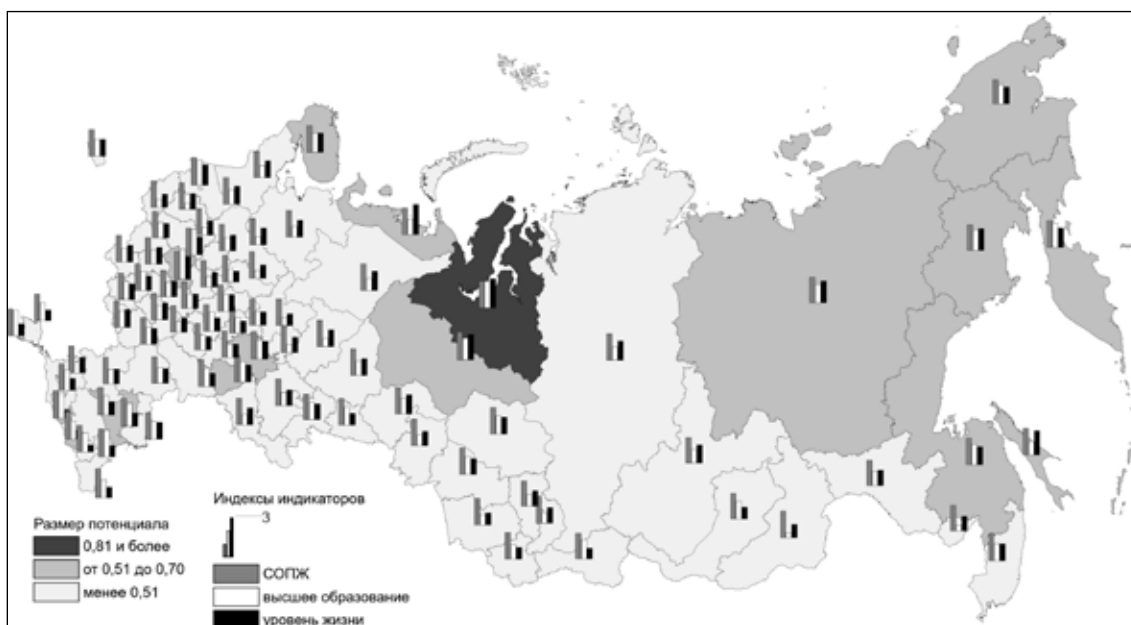 Размер потенциала
0,81 и более
от 0,51 до 0,70
менее 0,51
Индексы индикаторов
3
СОПЖ
высшее образование
уровень жизни